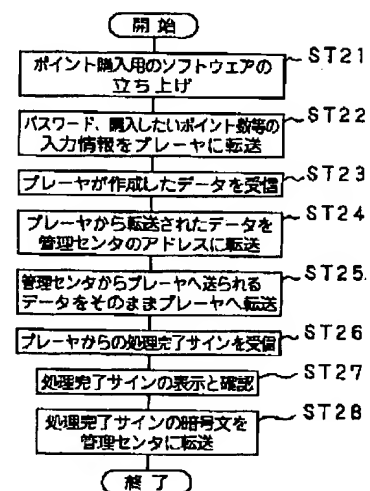 開始
ST21
ポイント購入用のソフトウェアの
立ち上げ
ST22
パスワード、購入したいポイント数等の
入力情報をプレーヤに転送
ST23
プレーヤが作成したデータを受信
ST24
プレーヤから転送されたデータを
管理センタのアドレスに転送
ST25
管理センタからプレーヤへ送られる
データをそのままプレーヤへ転送
ST26
プレーヤからの処理完了サインを受信
ST27
処理完了サインの表示と確認
ST28
処理完了サインの暗号文を
管理センタに転送
終了